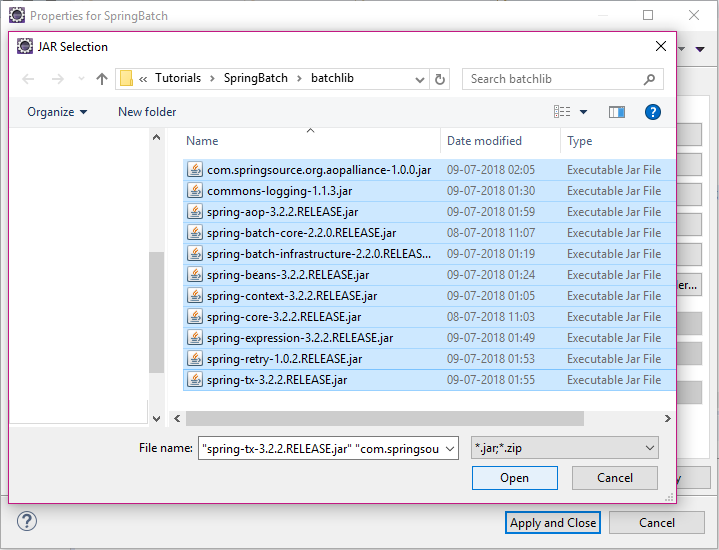 Properties for SpringBatch
JAR Selection
« Tutorials > SpringBatch > batchlib
Search batchlib
Organize
New folder
Name Date modified Type
com.springsource.org.aopalliance-1.0.0.jar 09-07-2018 02:05 Executable Jar File
commons-logging-1.1.3.jar 09-07-2018 01:30 Executable Jar File
spring-aop-3.2.2.RELEASE.jar 09-07-2018 01:59 Executable Jar File
spring-batch-core-2.2.0.RELEASE.jar 08-07-2018 11:07 Executable Jar File
spring-batch-infrastructure-2.2.0.RELEAS... 09-07-2018 01:19 Executable Jar File
spring-beans-3.2.2.RELEASE.jar 09-07-2018 01:24 Executable Jar File
spring-context-3.2.2.RELEASE.jar 09-07-2018 01:05 Executable Jar File
spring-core-3.2.2.RELEASE.jar 08-07-2018 11:03 Executable Jar File
spring-expression-3.2.2.RELEASE.jar 09-07-2018 01:49 Executable Jar File
spring-retry-1.0.2.RELEASE.jar 09-07-2018 01:53 Executable Jar File
spring-tx-3.2.2.RELEASE.jar 09-07-2018 01:55 Executable Jar File
er...
File name: "spring-tx-3.2.2.RELEASE.jar" "com.springsou
*.jar;*.zip
Open
Cancel
y
Apply and Close
Cancel